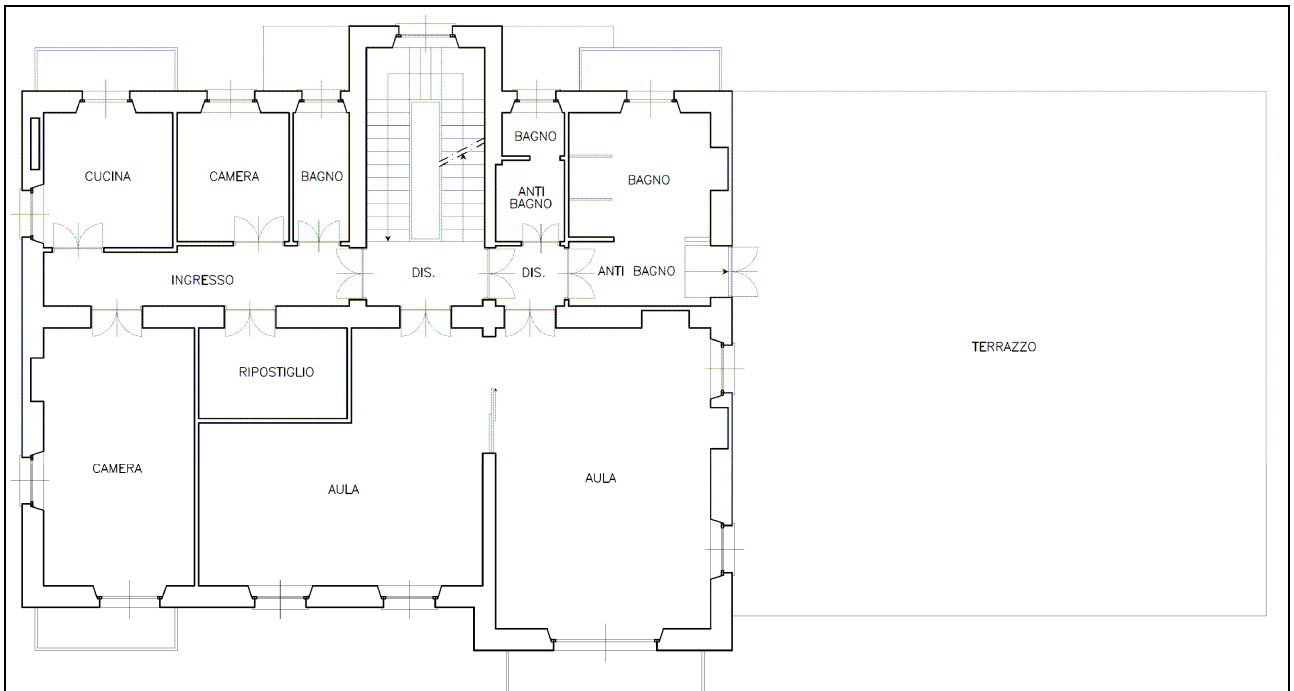 BAGNO
CUCINA
CAMERA
BAGNO
ANTI
BAGNO
BAGNO
INGRESSO
DIS.
DIS.
ANTI BAGNO
TERRAZZO
RIPOSTIGLIO
CAMERA
AULA
AULA